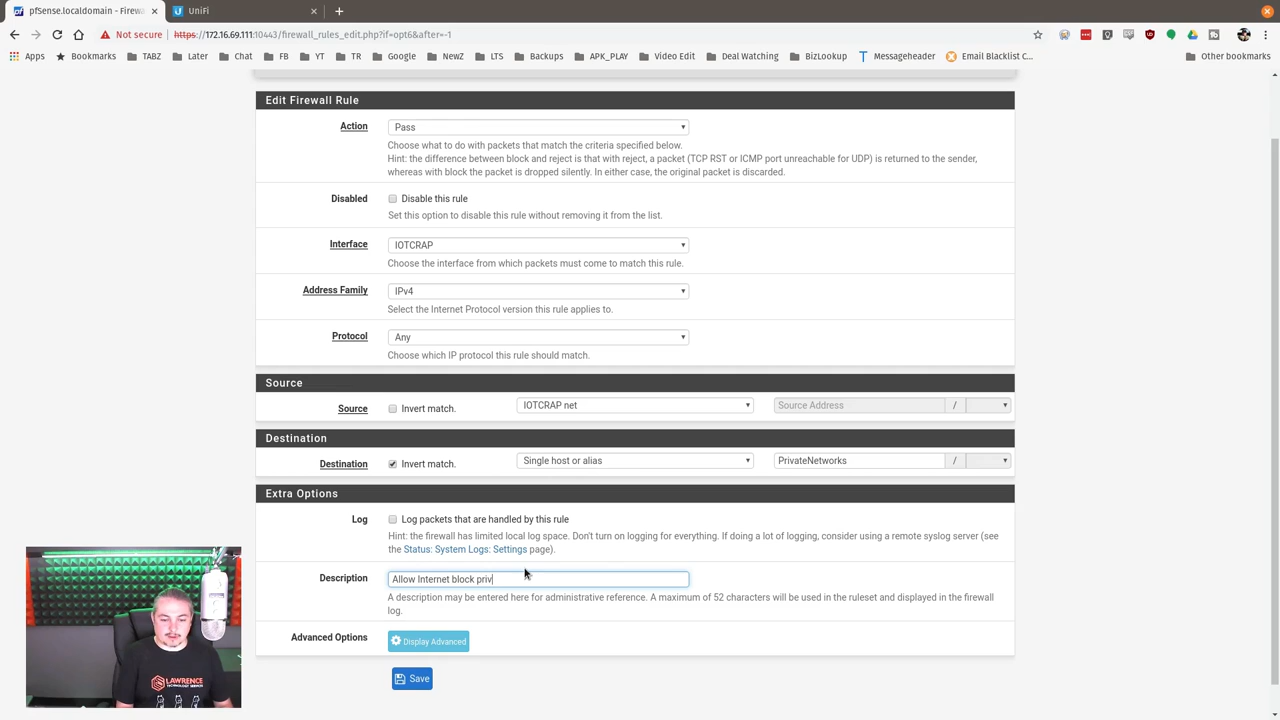 pfsense.localdomain - Firewa
UniFi
Not secure
https://172.16.69.111:10443/firewall_rules_edit.php?if=opt6&after=-1
Apps Bookmarks TABZ Later Chat FB YT TR Google NewZ LTS Backups APK_PLAY Video Edit Deal Watching BizLookup Messageheader Email Blacklist C... Other bookmarks
Edit Firewall Rule
Action Pass
Choose what to do with packets that match the criteria specified below.
Hint: the difference between block and reject is that with reject, a packet (TCP RST or ICMP port unreachable for UDP) is returned to the sender,
whereas with block the packet is dropped silently. In either case, the original packet is discarded.
Disabled Disable this rule
Set this option to disable this rule without removing it from the list.
Interface IOTCRAP
Choose the interface from which packets must come to match this rule.
Address Family IPv4
Select the Internet Protocol version this rule applies to.
Protocol Any
Choose which IP protocol this rule should match.
Source
Source Invert match. IOTCRAP net Source Address /
Destination
Destination Invert match. Single host or alias PrivateNetworks /
Extra Options
Log Log packets that are handled by this rule
Hint: the firewall has limited local log space. Don't turn on logging for everything. If doing a lot of logging, consider using a remote syslog server (see
the Status: System Logs: Settings page).
Description Allow Internet block priv
A description may be entered here for administrative reference. A maximum of 52 characters will be used in the ruleset and displayed in the firewall
log.
Advanced Options Display Advanced
Save
LAWRENCE